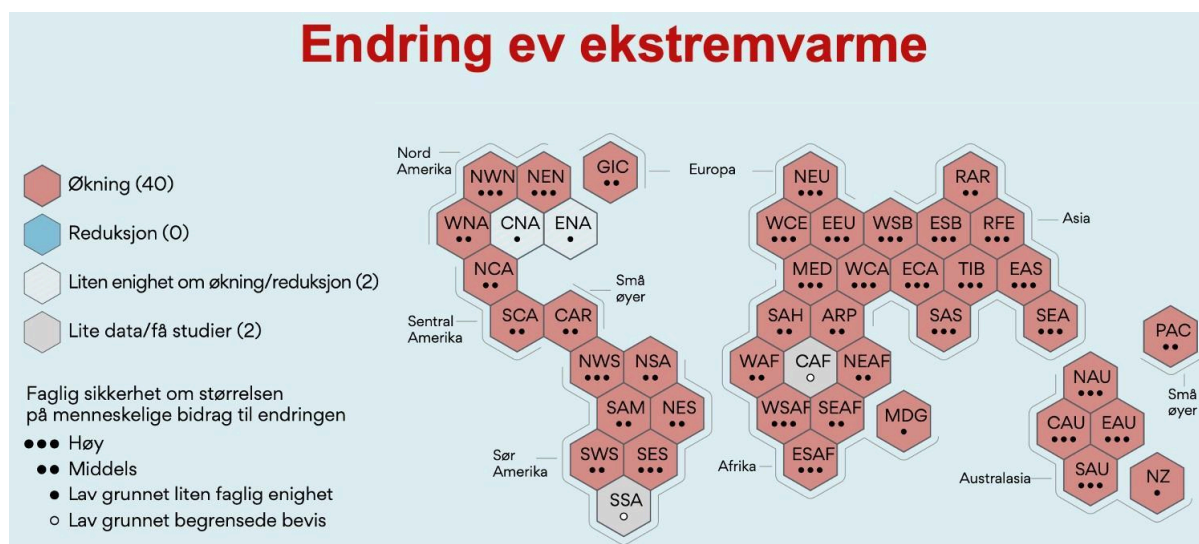 Endring ev ekstremvarme
Økning (40)
Reduksjon (0)
Liten enighet om økning/reduksjon (2)
Lite data/få studier (2)
Faglig sikkerhet om størrelsen
på menneskelige bidrag til endringen
Høy
Middels
Lav grunnet liten faglig enighet
Lav grunnet begrensede bevis
Nord
Amerika
NWN
NEN
GIC
WNA
CNA
ENA
NCA
Små
øyer
Sentral
Amerika
SCA
CAR
NWS
NSA
SAM
NES
Sør
Amerika
SWS
SES
SSA
Europa
NEU
RAR
WCE
EEU
WSB
ESB
RFE
Asia
MED
WCA
ECA
TIB
EAS
SAH
ARP
SAS
SEA
WAF
CAF
NEAF
WSAF
SEAF
MDG
Afrika
ESAF
PAC
Små
øyer
NAU
CAU
EAU
Australasia
SAU
NZ